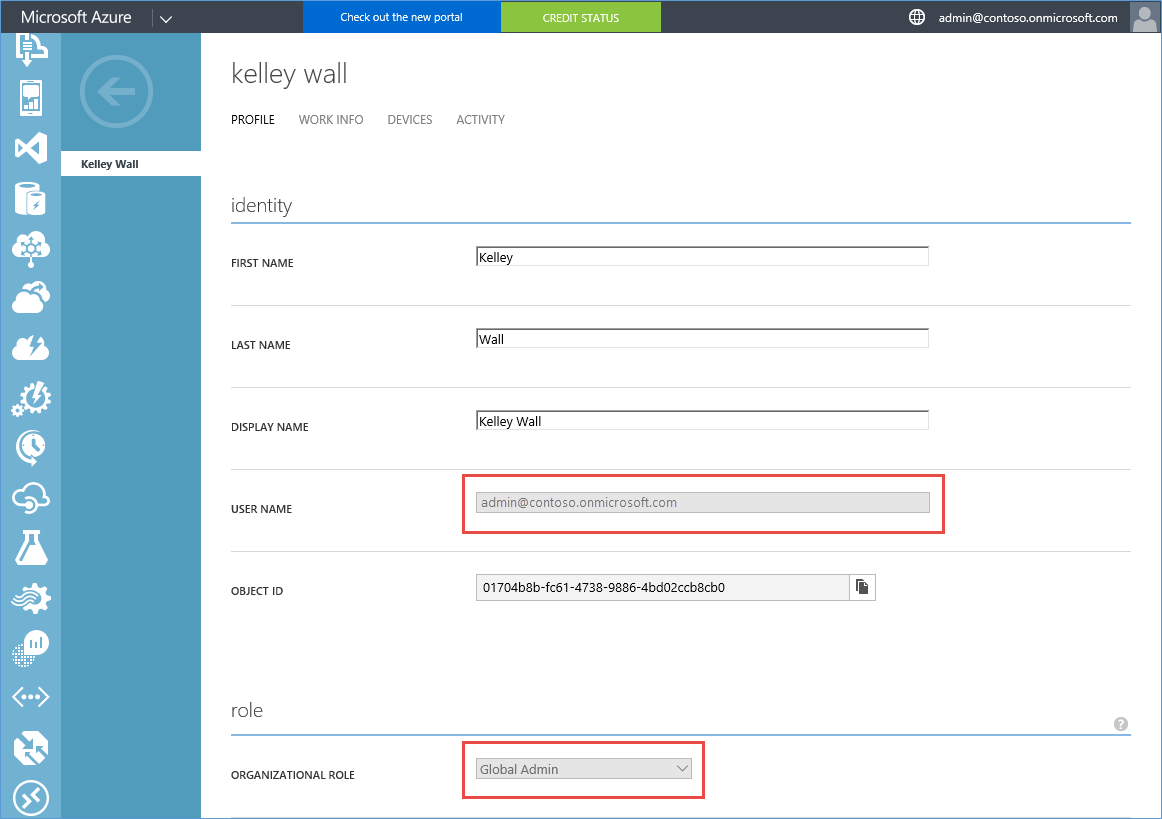 Microsoft Azure
Check out the new portal
CREDIT STATUS
admin@contoso.onmicrosoft.com
Kelley Wall
kelley wall
PROFILE WORK INFO DEVICES ACTIVITY
identity
FIRST NAME
Kelley
LAST NAME
Wall
DISPLAY NAME
Kelley Wall
USER NAME
admin@contoso.onmicrosoft.com
OBJECT ID
01704b8b-fc61-4738-9886-4bd02ccb8cb0
role
?
ORGANIZATIONAL ROLE
Global Admin